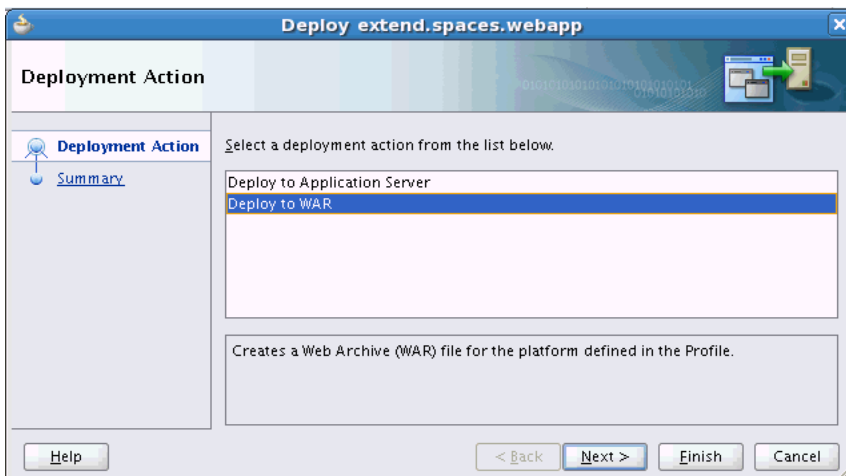 Deploy extend.spaces.webapp
Deployment Action
0101010101010101010101010101
01010101010
Deployment Action
Summary
Select a deployment action from the list below.
Deploy to Application Server
Deploy to WAR
Creates a Web Archive (WAR) file for the platform defined in the Profile.
Help
< Back
Next >
Finish
Cancel